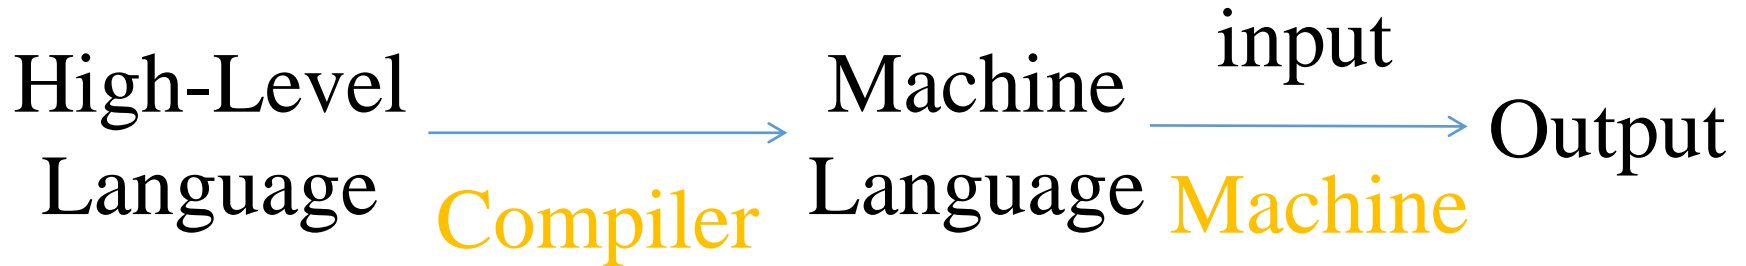 High-Level
Language
Compiler
Machine
Language
input
Machine
Output